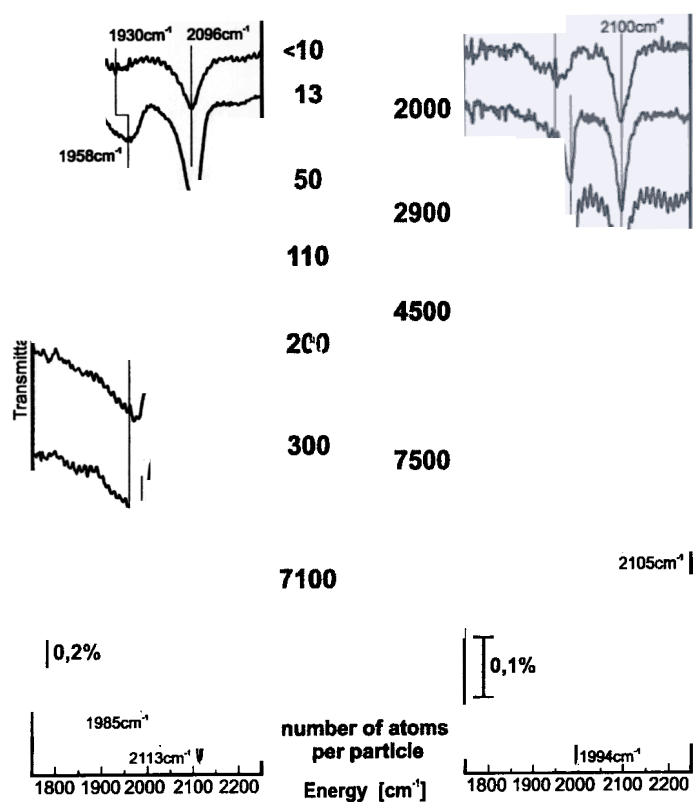 1930cm⁻¹ 2096cm⁻¹
1958cm⁻¹
<10
13
50
110
200
300
7100
2000
2900
4500
7500
2100cm⁻¹
2105cm⁻¹
0,2%
0,1%
1985cm⁻¹
2113cm⁻¹
1994cm⁻¹
number of atoms
per particle
1800 1900 2000 2100 2200
Energy [cm⁻¹]
1800 1900 2000 2100 2200